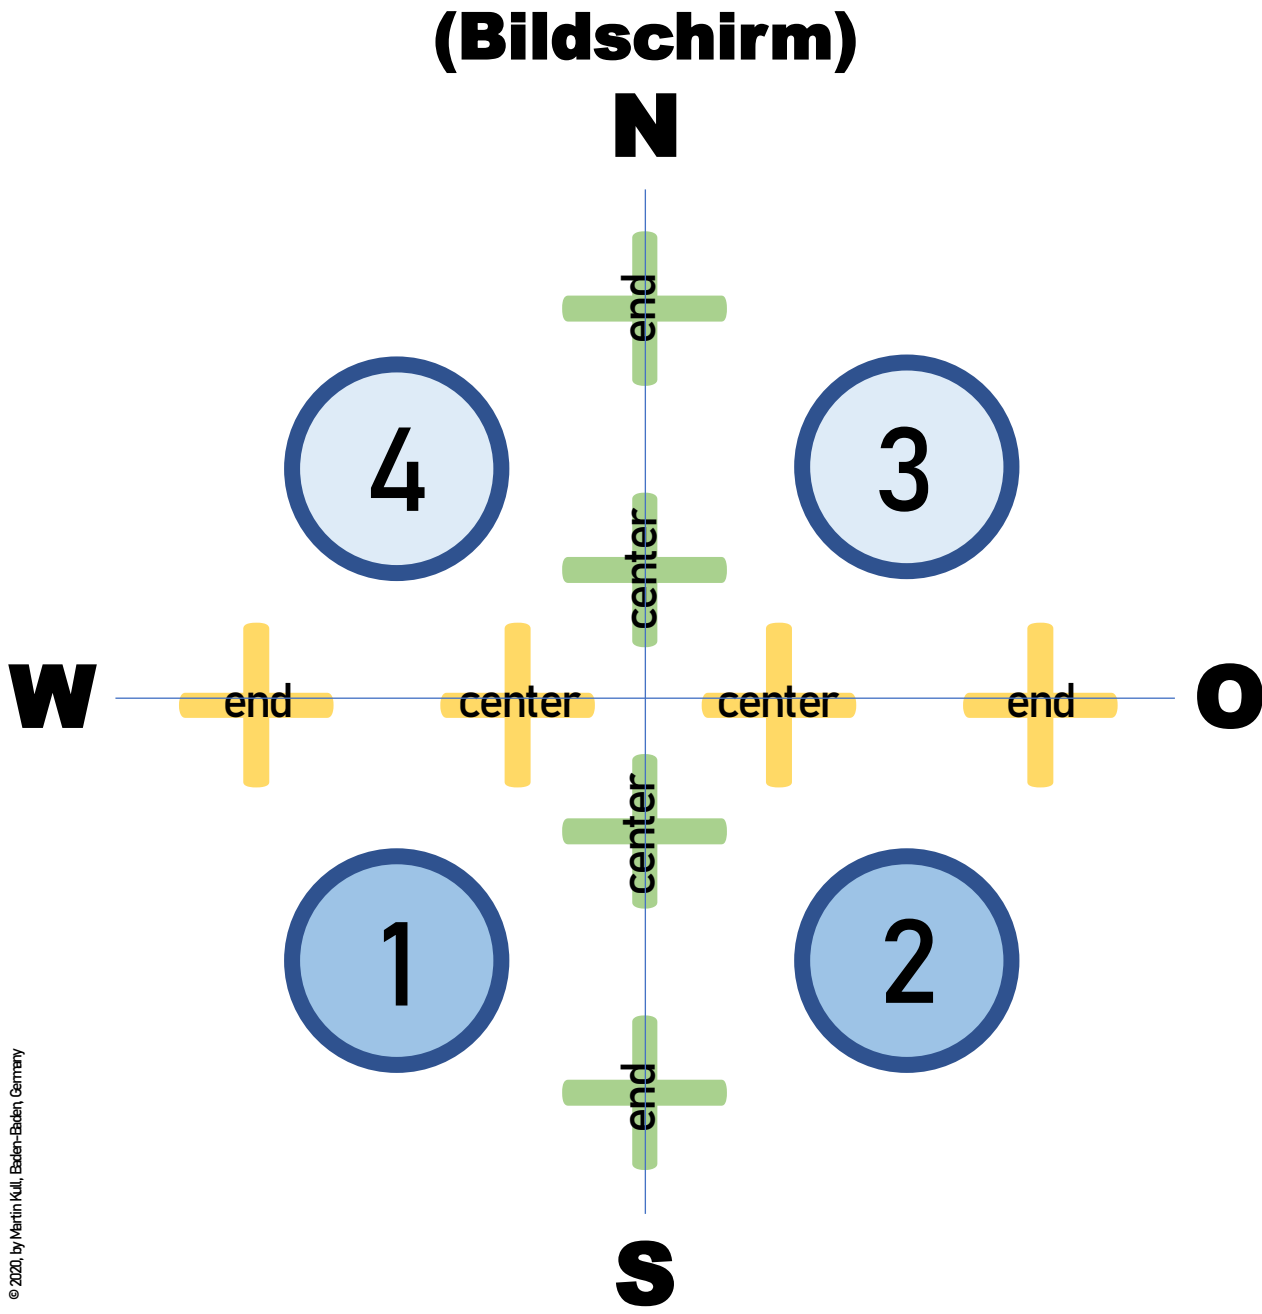 (Bildschirm)
N
end
4
3
center
W
end
center
center
end
O
center
1
2
end
S
© 2020, by Martin Kull, Baden-Baden, Germany